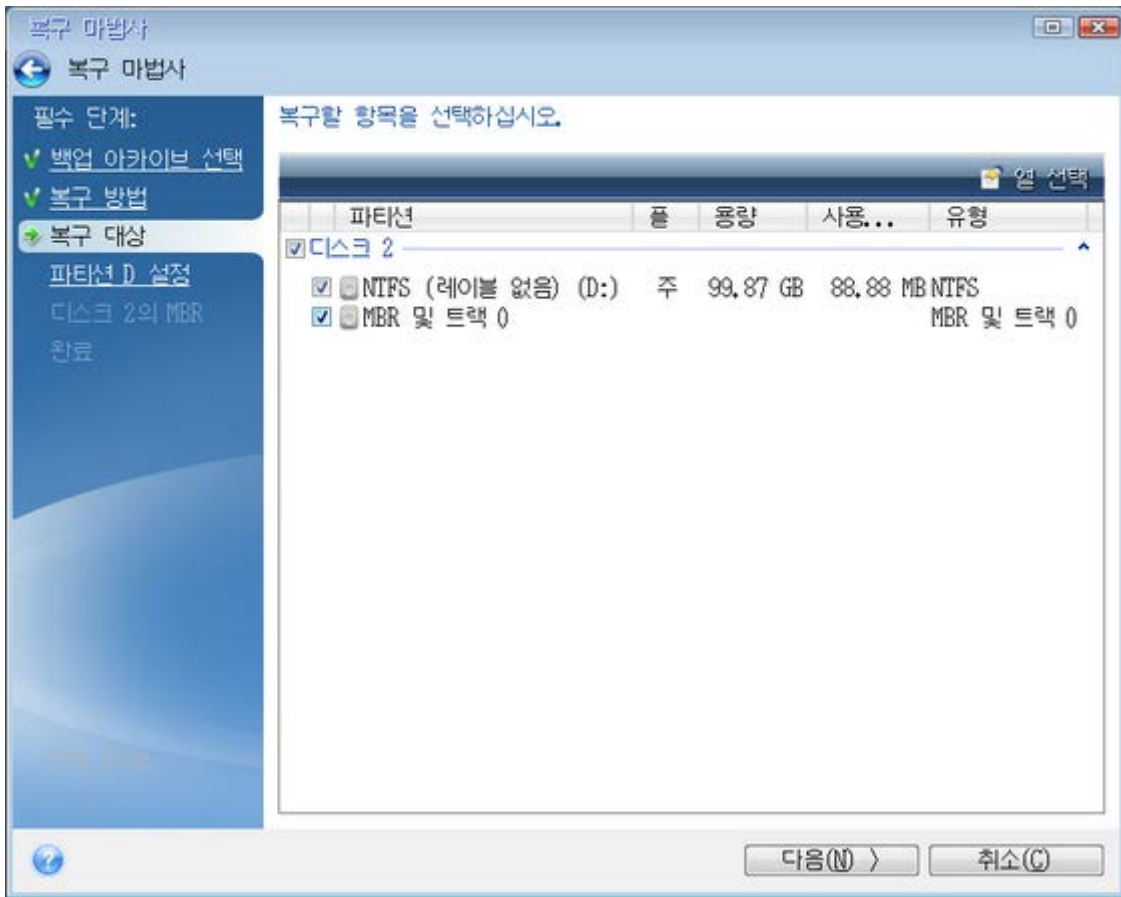 복구 마법사
복구 마법사
필수 단계:
백업 아카이브 선택
복구 방법
복구 대상
파티션 D 설정
디스크 2의 MBR
완료
복구할 항목을 선택하십시오.
열 선택
파티션 플 용량 사용... 유형
디스크 2
NTFS (레이블 없음) (D:) 주 99.87 GB 88.88 MB NTFS
MBR 및 트랙 0 MBR 및 트랙 0
다음(N) 〉 취소(C)